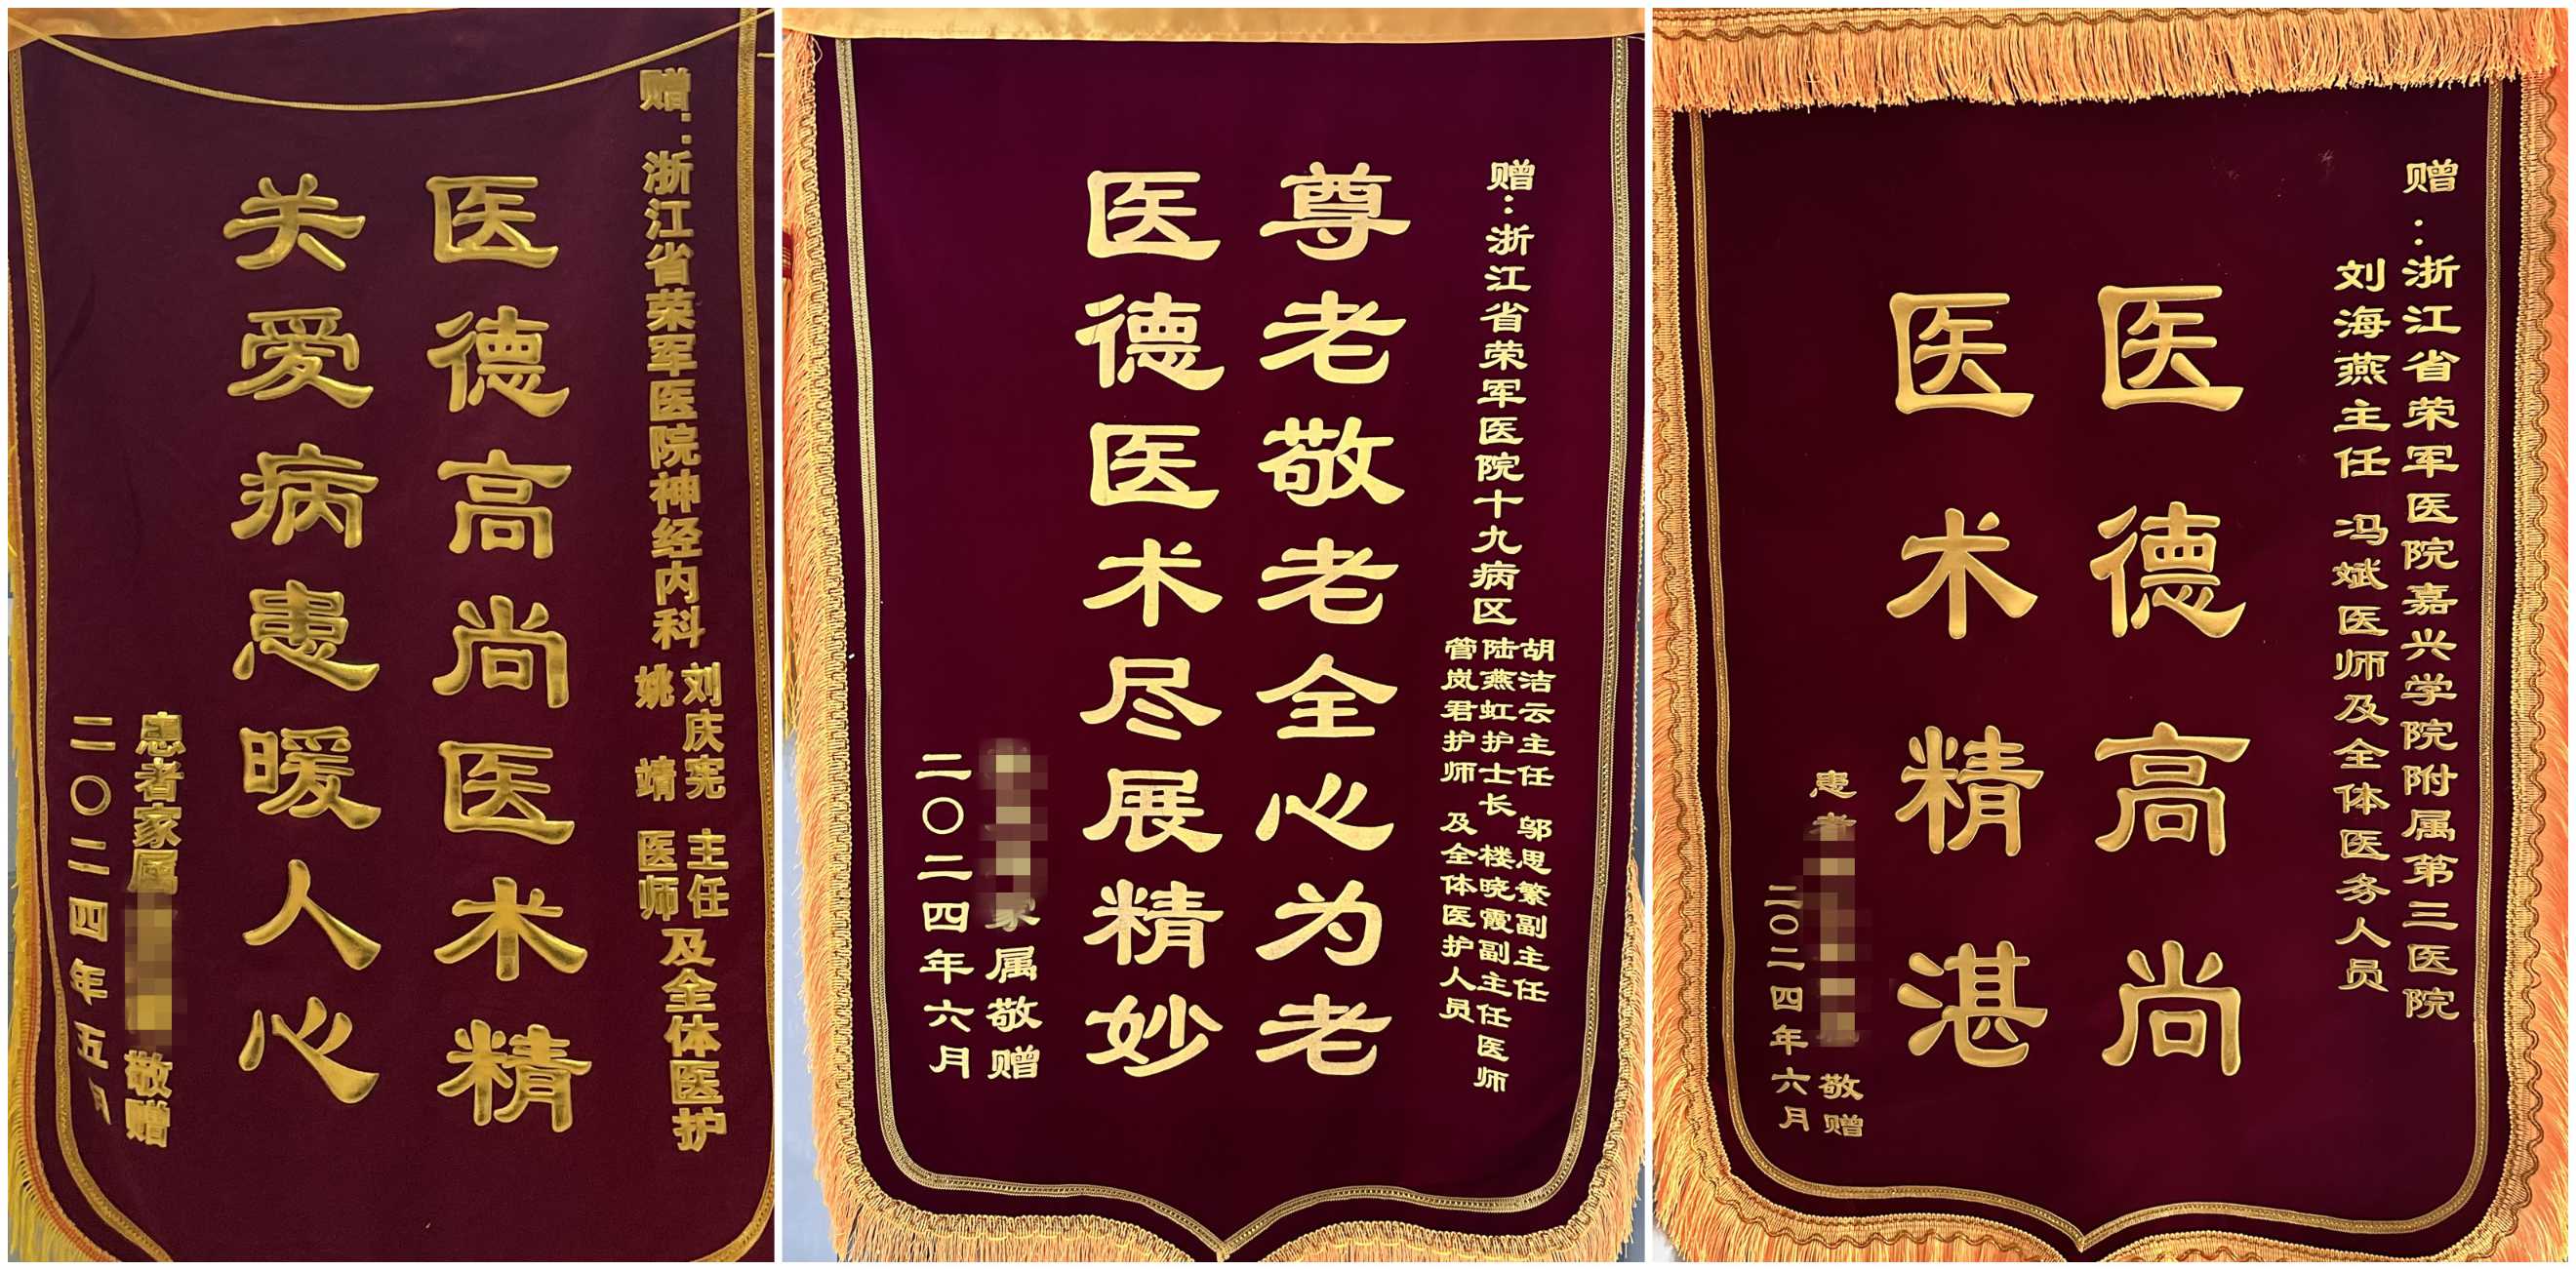 赠：浙江省荣军医院神经内科
刘庆宪 主任
姚靖 医师
及全体医护
医德高尚医术精
关爱病患暖人心
患者家属
敬赠
二〇二四年五月
赠：浙江省荣军医院十九病区
胡洁云主任 邬思繁副主任
陆燕虹护士长 楼晓霞副主任医师
管岚君护师 及全体医护人员
尊老敬老全心为老
医德医术尽展精妙
家属敬赠
二〇二四年六月
赠：浙江省荣军医院嘉兴学院附属第三医院
刘海燕主任 冯斌医师及全体医务人员
医德高尚
医术精湛
患者
敬赠
二〇二四年六月